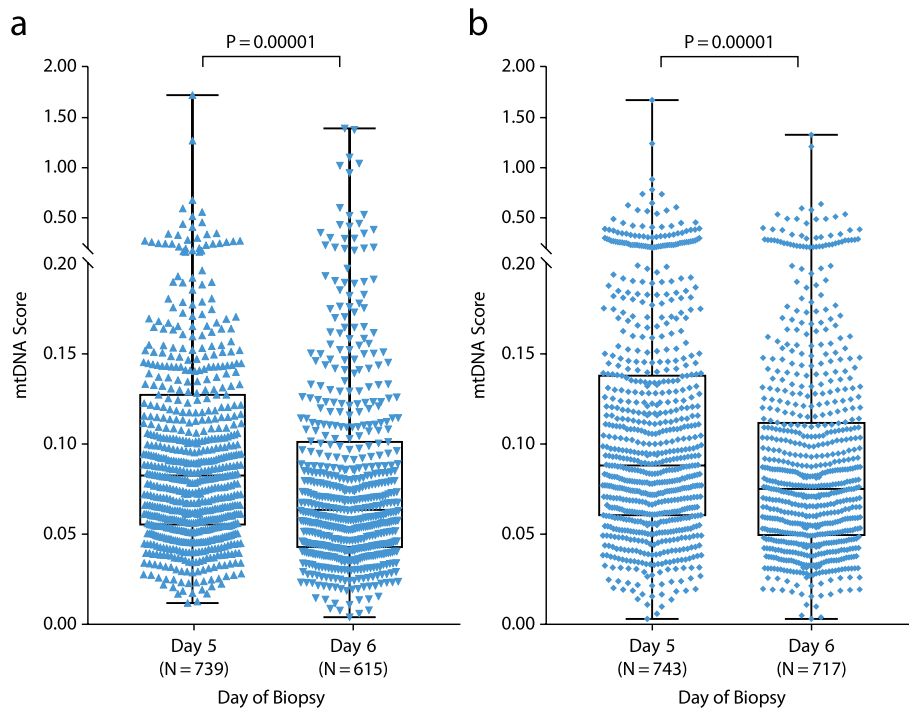 a
P = 0.00001
2.00
1.50
1.00
0.50
0.20
0.15
0.10
0.05
0.00
mtDNA Score
Day 5
(N = 739)
Day 6
(N = 615)
Day of Biopsy
b
P = 0.00001
2.00
1.50
1.00
0.50
0.20
0.15
0.10
0.05
0.00
mtDNA Score
Day 5
(N = 743)
Day 6
(N = 717)
Day of Biopsy